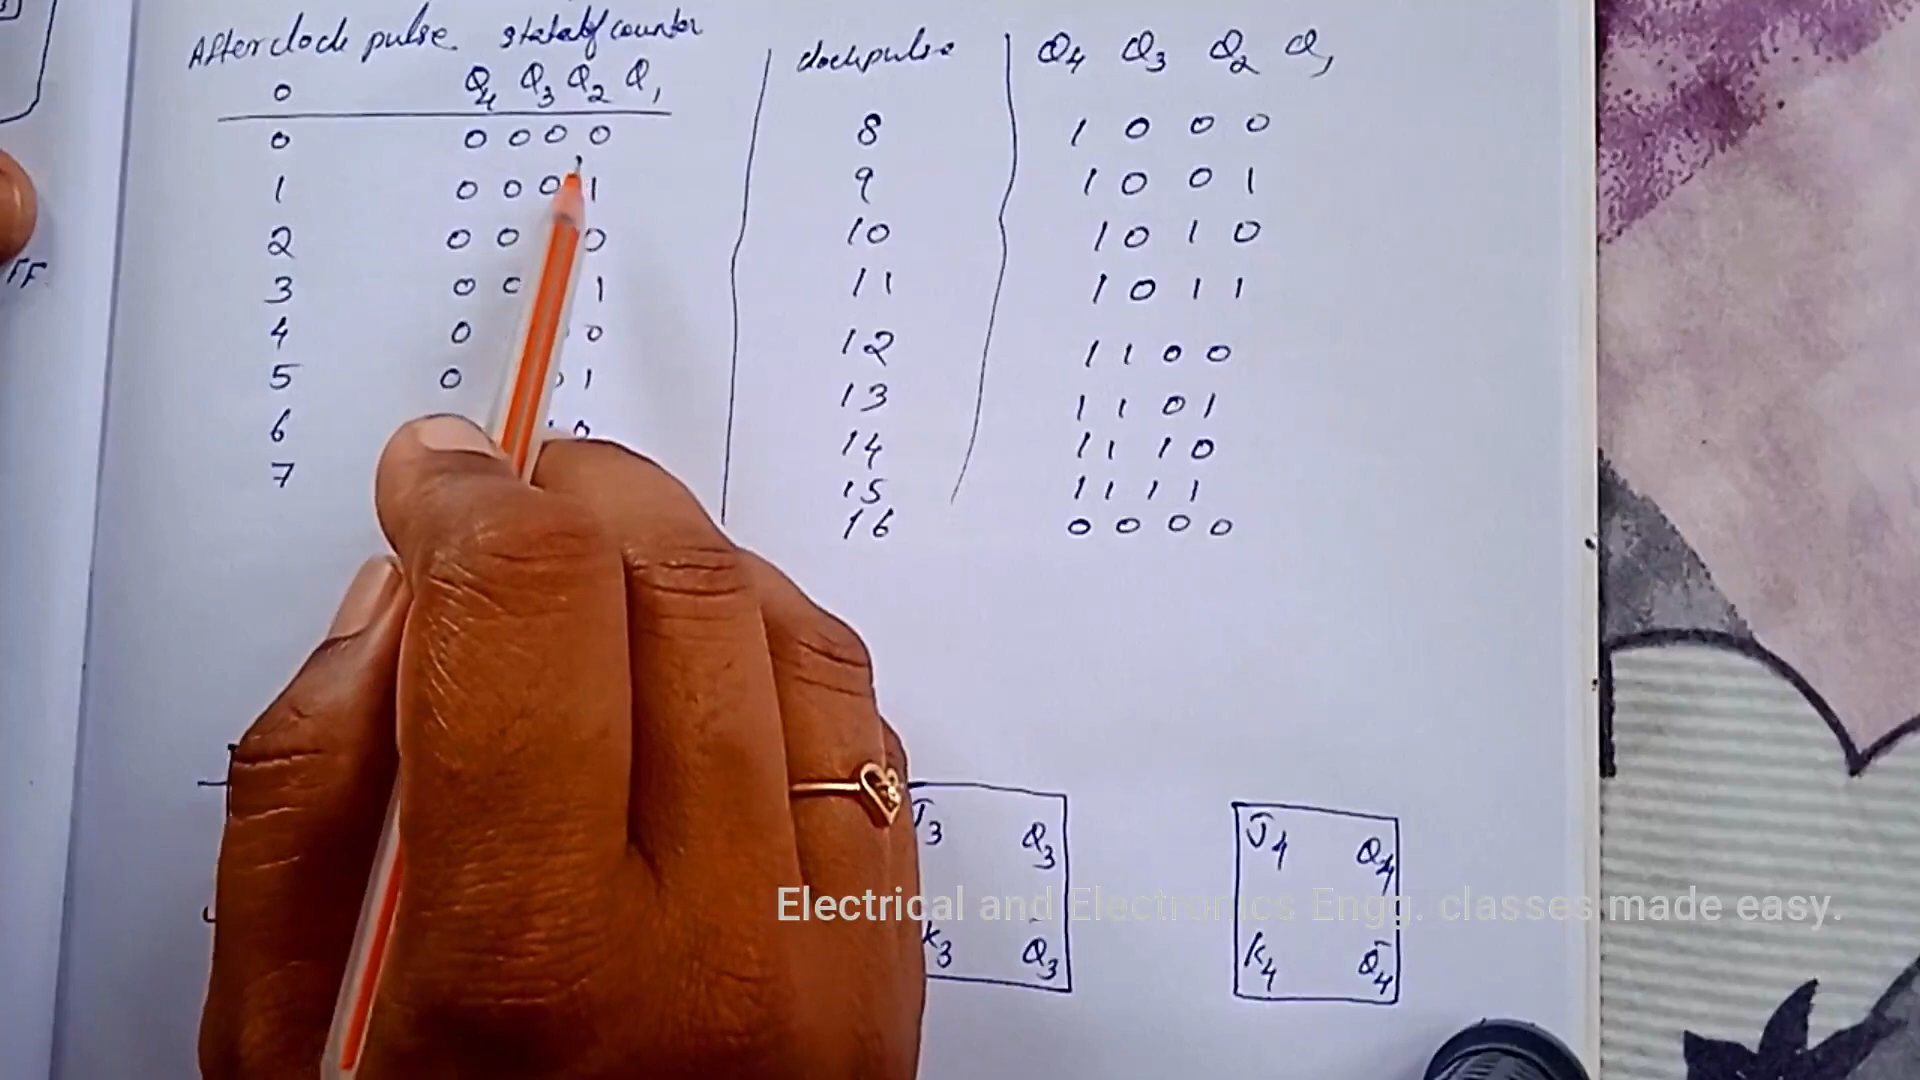 After clock pulse state of counter
0 Q4 Q3 Q2 Q1
0 0 0 0 0
1 0 0 0 1
2 0 0 0
3 0 0 1
4 0 0
5 0 1
6 0
7
clock pulse Q4 Q3 Q2 Q1
8 1 0 0 0
9 1 0 0 1
10 1 0 1 0
11 1 0 1 1
12 1 1 0 0
13 1 1 0 1
14 1 1 1 0
15 1 1 1 1
16 0 0 0 0
FF
J3 Q3
K3 Q̄3
J4 Q4
K4 Q̄4
Electrical and Electronics Engg. classes made easy.